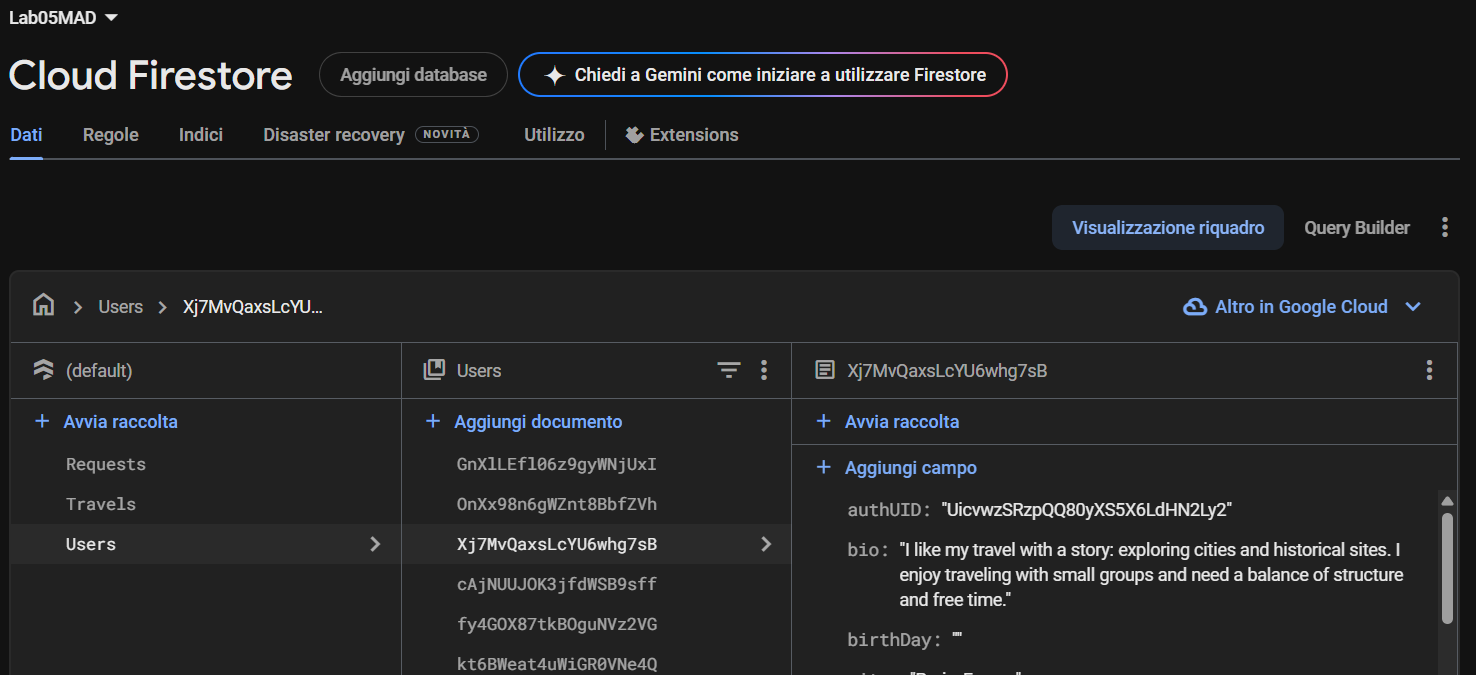 Lab05MAD
Cloud Firestore
Aggiungi database
Chiedi a Gemini come iniziare a utilizzare Firestore
Dati
Regole
Indici
Disaster recovery
NOVITÀ
Utilizzo
Extensions
Visualizzazione riquadro
Query Builder
Users
Xj7MvQaxsLcYU...
Altro in Google Cloud
(default)
Users
Xj7MvQaxsLcYU6whg7sB
Avvia raccolta
Requests
Travels
Users
Aggiungi documento
GnXlLEfl06z9gyWNjUxI
OnXx98n6gWZnt8BbfZVh
Xj7MvQaxsLcYU6whg7sB
cAjNUUJOK3jfdWSB9sff
fy4GOX87tkBOguNVz2VG
kt6BWeat4uWiGR0VNe4Q
Avvia raccolta
Aggiungi campo
authUID: "UicvwzSRzpQQ80yXS5X6LdHN2Ly2"
bio: "I like my travel with a story: exploring cities and historical sites. I
enjoy traveling with small groups and need a balance of structure
and free time."
birthDay: ""